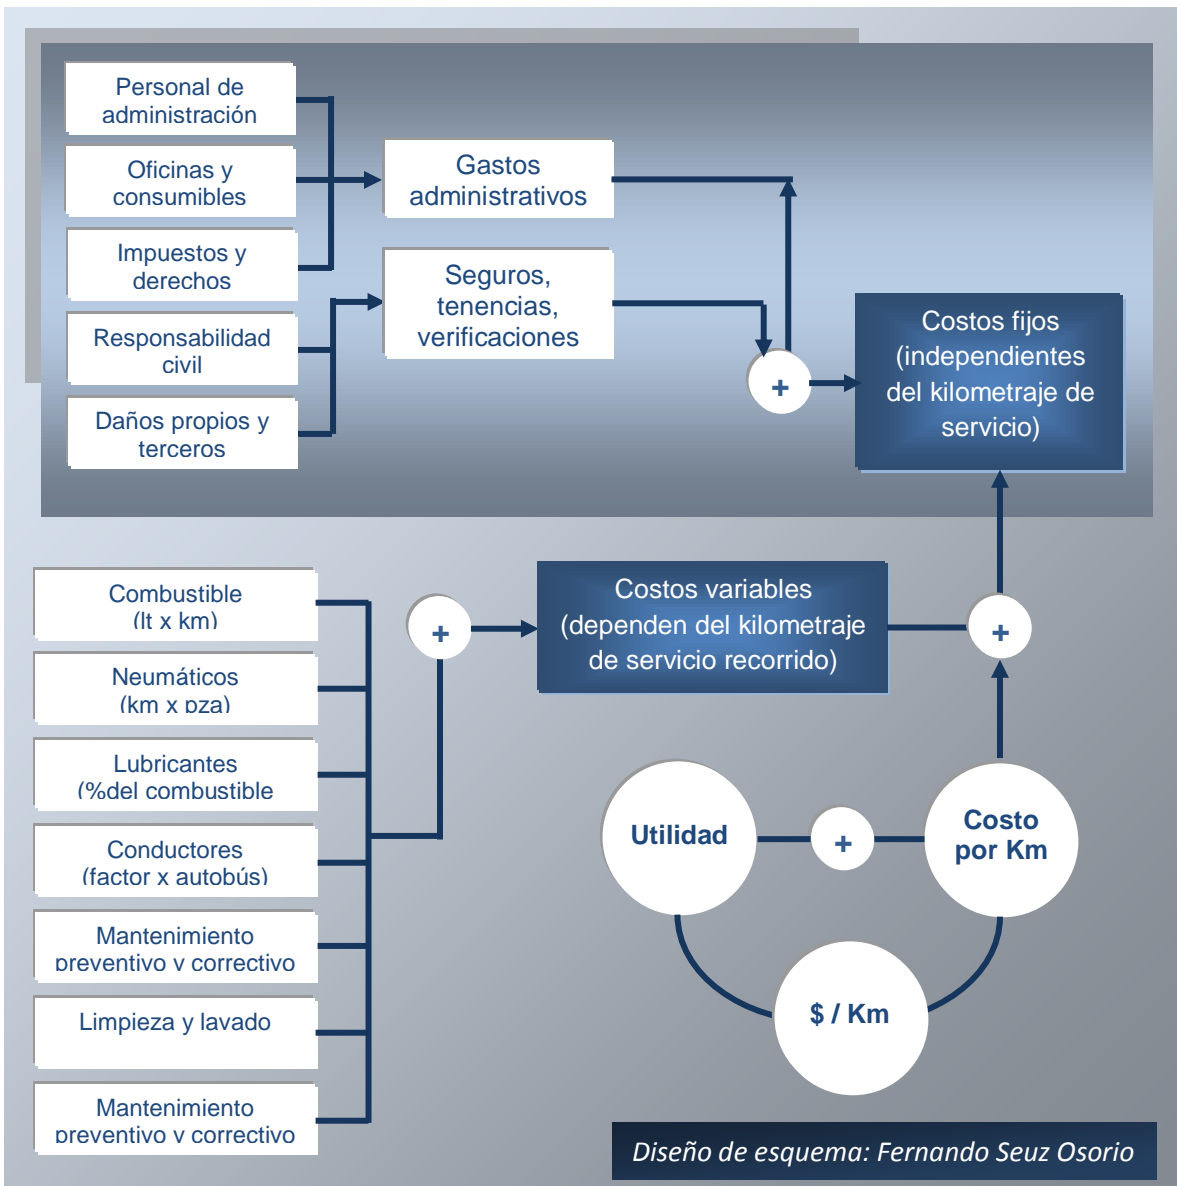 Personal de
administración
Oficinas y
consumibles
Impuestos y
derechos
Responsabilidad
civil
Daños propios y
terceros
Gastos
administrativos
Seguros,
tenencias,
verificaciones
+
Costos fijos
(independientes
del kilometraje de
servicio)
Combustible
(lt x km)
Neumáticos
(km x pza)
Lubricantes
(%del combustible
Conductores
(factor x autobús)
Mantenimiento
preventivo y correctivo
Limpieza y lavado
Mantenimiento
preventivo y correctivo
+
Costos variables
(dependen del kilometraje
de servicio recorrido)
+
Utilidad
+
Costo
por Km
$ / Km
Diseño de esquema: Fernando Seuz Osorio